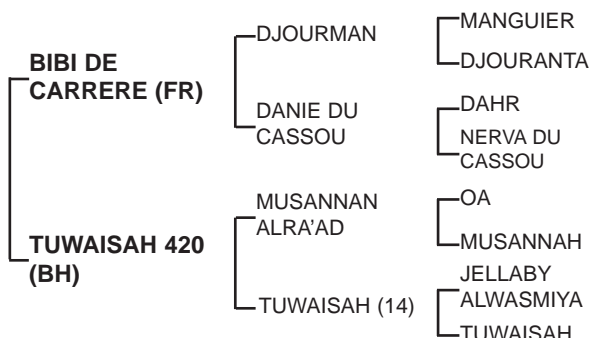 MANGUIER
DJOURMAN
BIBI DE
CARRERE (FR)
DJOURANTA
DANIE DU
CASSOU
DAHR
NERVA DU
CASSOU
MUSANNAN
ALRA'AD
OA
TUWAISAH 420
(BH)
MUSANNAH
TUWAISAH (14)
JELLABY
ALWASMIYA
TUWAISAH